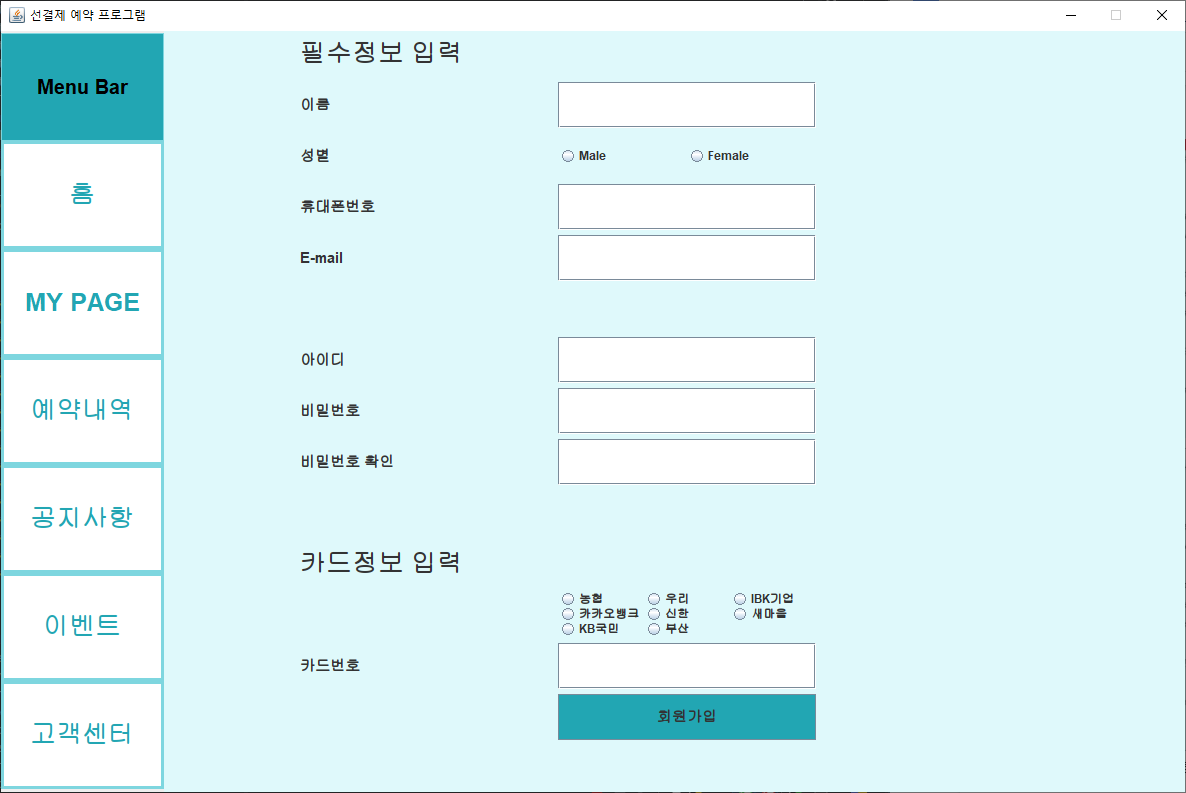 선결제 예약 프로그램
Menu Bar
홈
MY PAGE
예약내역
공지사항
이벤트
고객센터
필수정보 입력
이름
성별
Male Female
휴대폰번호
E-mail
아이디
비밀번호
비밀번호 확인
카드정보 입력
농협 우리 IBK기업
카카오뱅크 신한 새마을
KB국민 부산
카드번호
회원가입